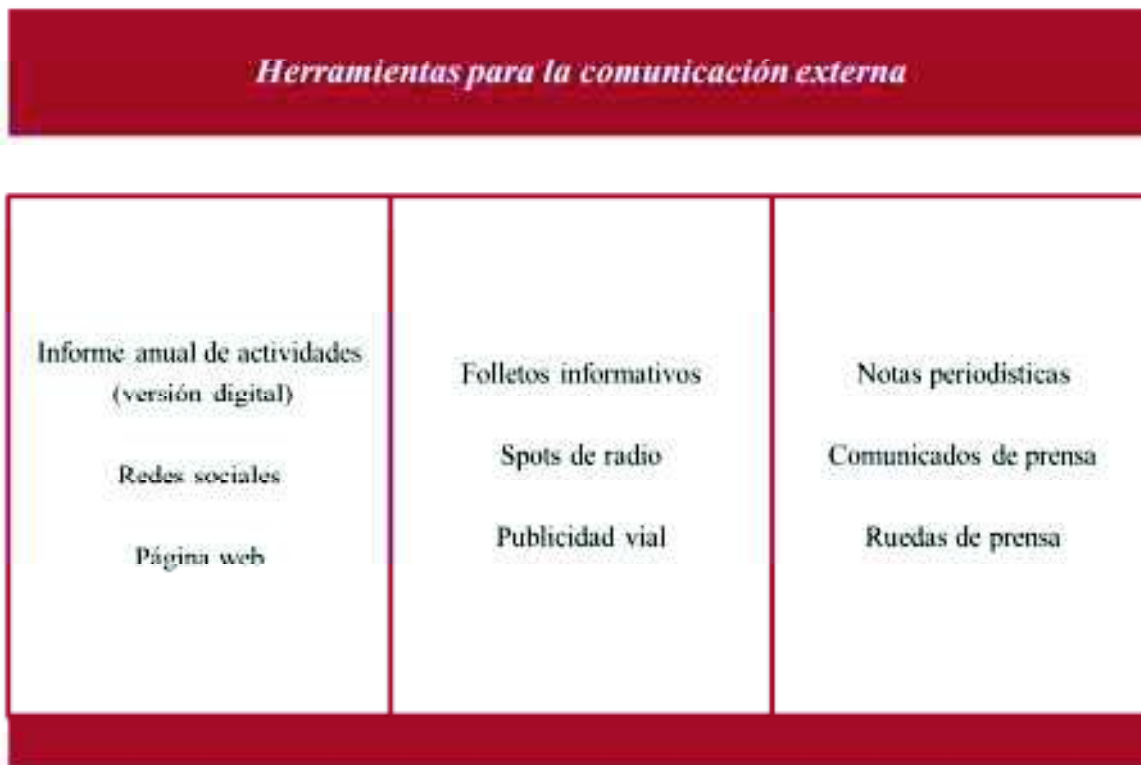 Herramientas para la comunicación externa
Informe anual de actividades
(versión digital)
Redes sociales
Página web
Folletos informativos
Spots de radio
Publicidad vial
Notas periodísticas
Comunicados de prensa
Ruedas de prensa